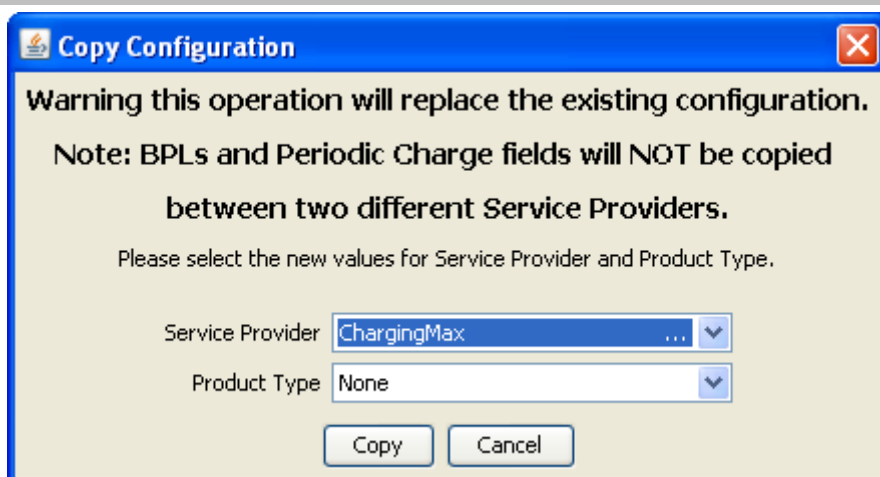 Copy Configuration
Warning this operation will replace the existing configuration.
Note: BPLs and Periodic Charge fields will NOT be copied
between two different Service Providers.
Please select the new values for Service Provider and Product Type.
Service Provider ChargingMax ...
Product Type None
Copy Cancel